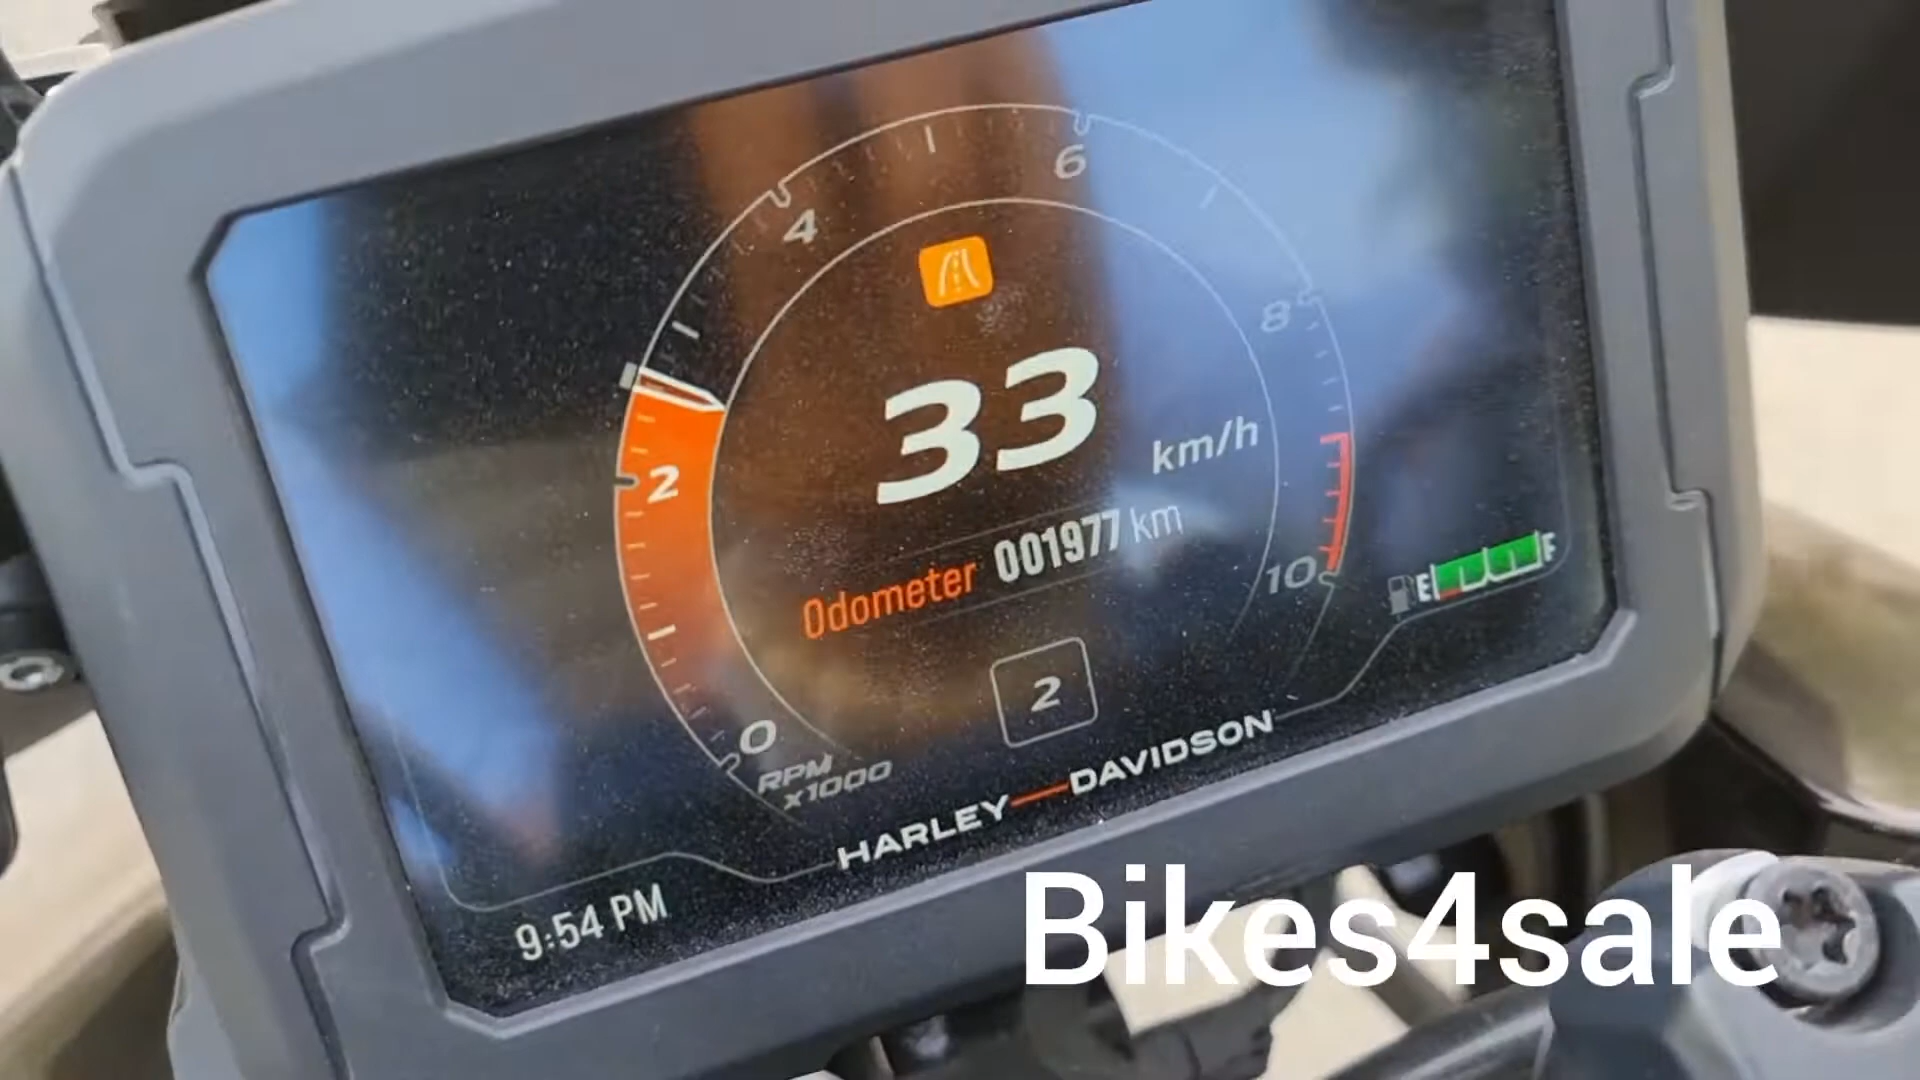 6
4
8
33
km/h
2
Odometer 001977 km
10
E F
2
0
RPM
x1000
HARLEY—DAVIDSON
9:54 PM
Bikes4sale